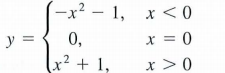 −x² − 1, x < 0
y = { 0, x = 0
x² + 1, x > 0